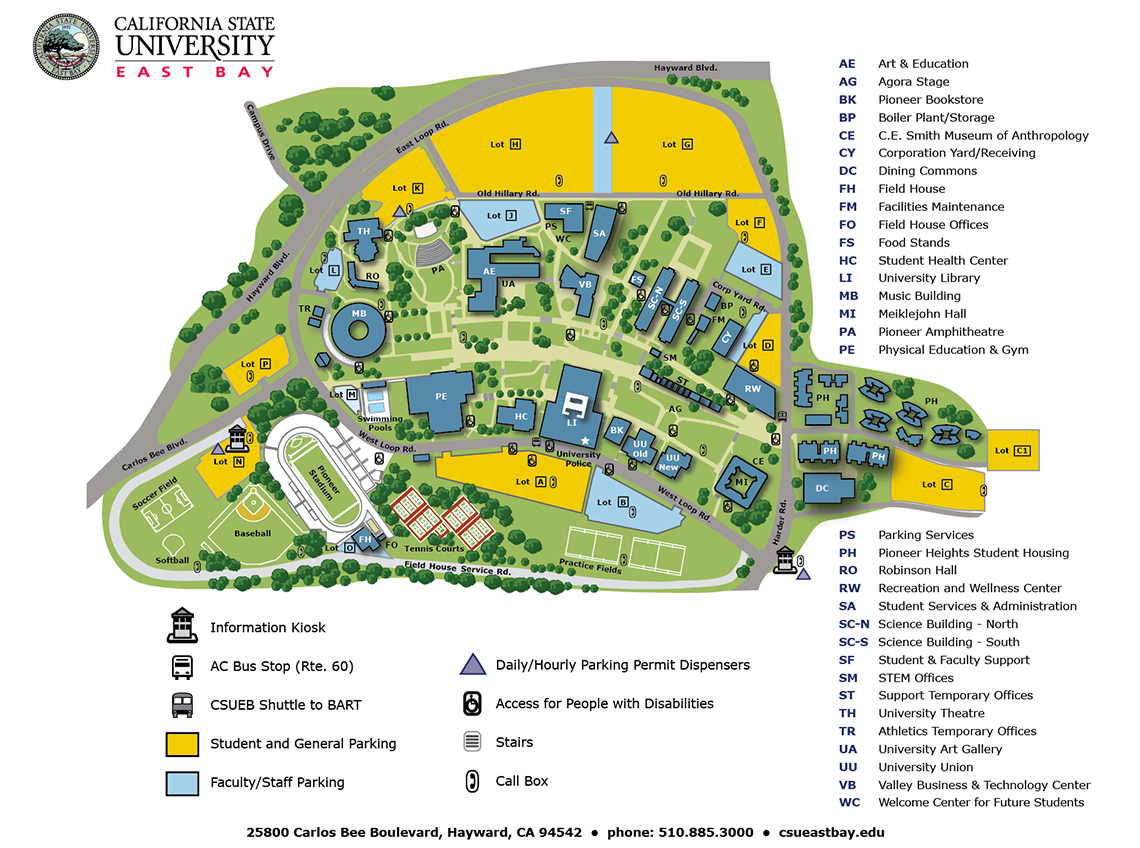 CALIFORNIA STATE
UNIVERSITY
EAST BAY
Hayward Blvd.
Campus Drive
East Loop Rd.
Lot H
Lot G
Lot K
Old Hillary Rd.
Old Hillary Rd.
Lot J
SF
PS
WC
SA
Lot F
TH
PA
AE
UA
VB
FS
SC-N
SC-S
Lot E
Corp Yard Rd.
BP
FM
CY
Lot D
Hayward Blvd.
Lot L
RO
TR
MB
SM
ST
RW
Lot P
Lot M
Swimming
Pools
PE
HC
LI
AG
BK
UU
Old
UU
New
University
Police
CE
MI
PH
PH
PH
PH
DC
Lot C1
Lot C
Carlos Bee Blvd.
West Loop Rd.
Lot N
Pioneer
Stadium
Soccer Field
Baseball
Softball
Lot A
Lot B
West Loop Rd.
Harder Rd.
Lot O
FH
FO
Tennis Courts
Practice Fields
Field House Service Rd.
AE Art & Education
AG Agora Stage
BK Pioneer Bookstore
BP Boiler Plant/Storage
CE C.E. Smith Museum of Anthropology
CY Corporation Yard/Receiving
DC Dining Commons
FH Field House
FM Facilities Maintenance
FO Field House Offices
FS Food Stands
HC Student Health Center
LI University Library
MB Music Building
MI Meiklejohn Hall
PA Pioneer Amphitheatre
PE Physical Education & Gym
PS Parking Services
PH Pioneer Heights Student Housing
RO Robinson Hall
RW Recreation and Wellness Center
SA Student Services & Administration
SC-N Science Building - North
SC-S Science Building - South
SF Student & Faculty Support
SM STEM Offices
ST Support Temporary Offices
TH University Theatre
TR Athletics Temporary Offices
UA University Art Gallery
UU University Union
VB Valley Business & Technology Center
WC Welcome Center for Future Students
Information Kiosk
AC Bus Stop (Rte. 60)
CSUEB Shuttle to BART
Student and General Parking
Faculty/Staff Parking
Daily/Hourly Parking Permit Dispensers
Access for People with Disabilities
Stairs
Call Box
25800 Carlos Bee Boulevard, Hayward, CA 94542 ● phone: 510.885.3000 ● csueastbay.edu